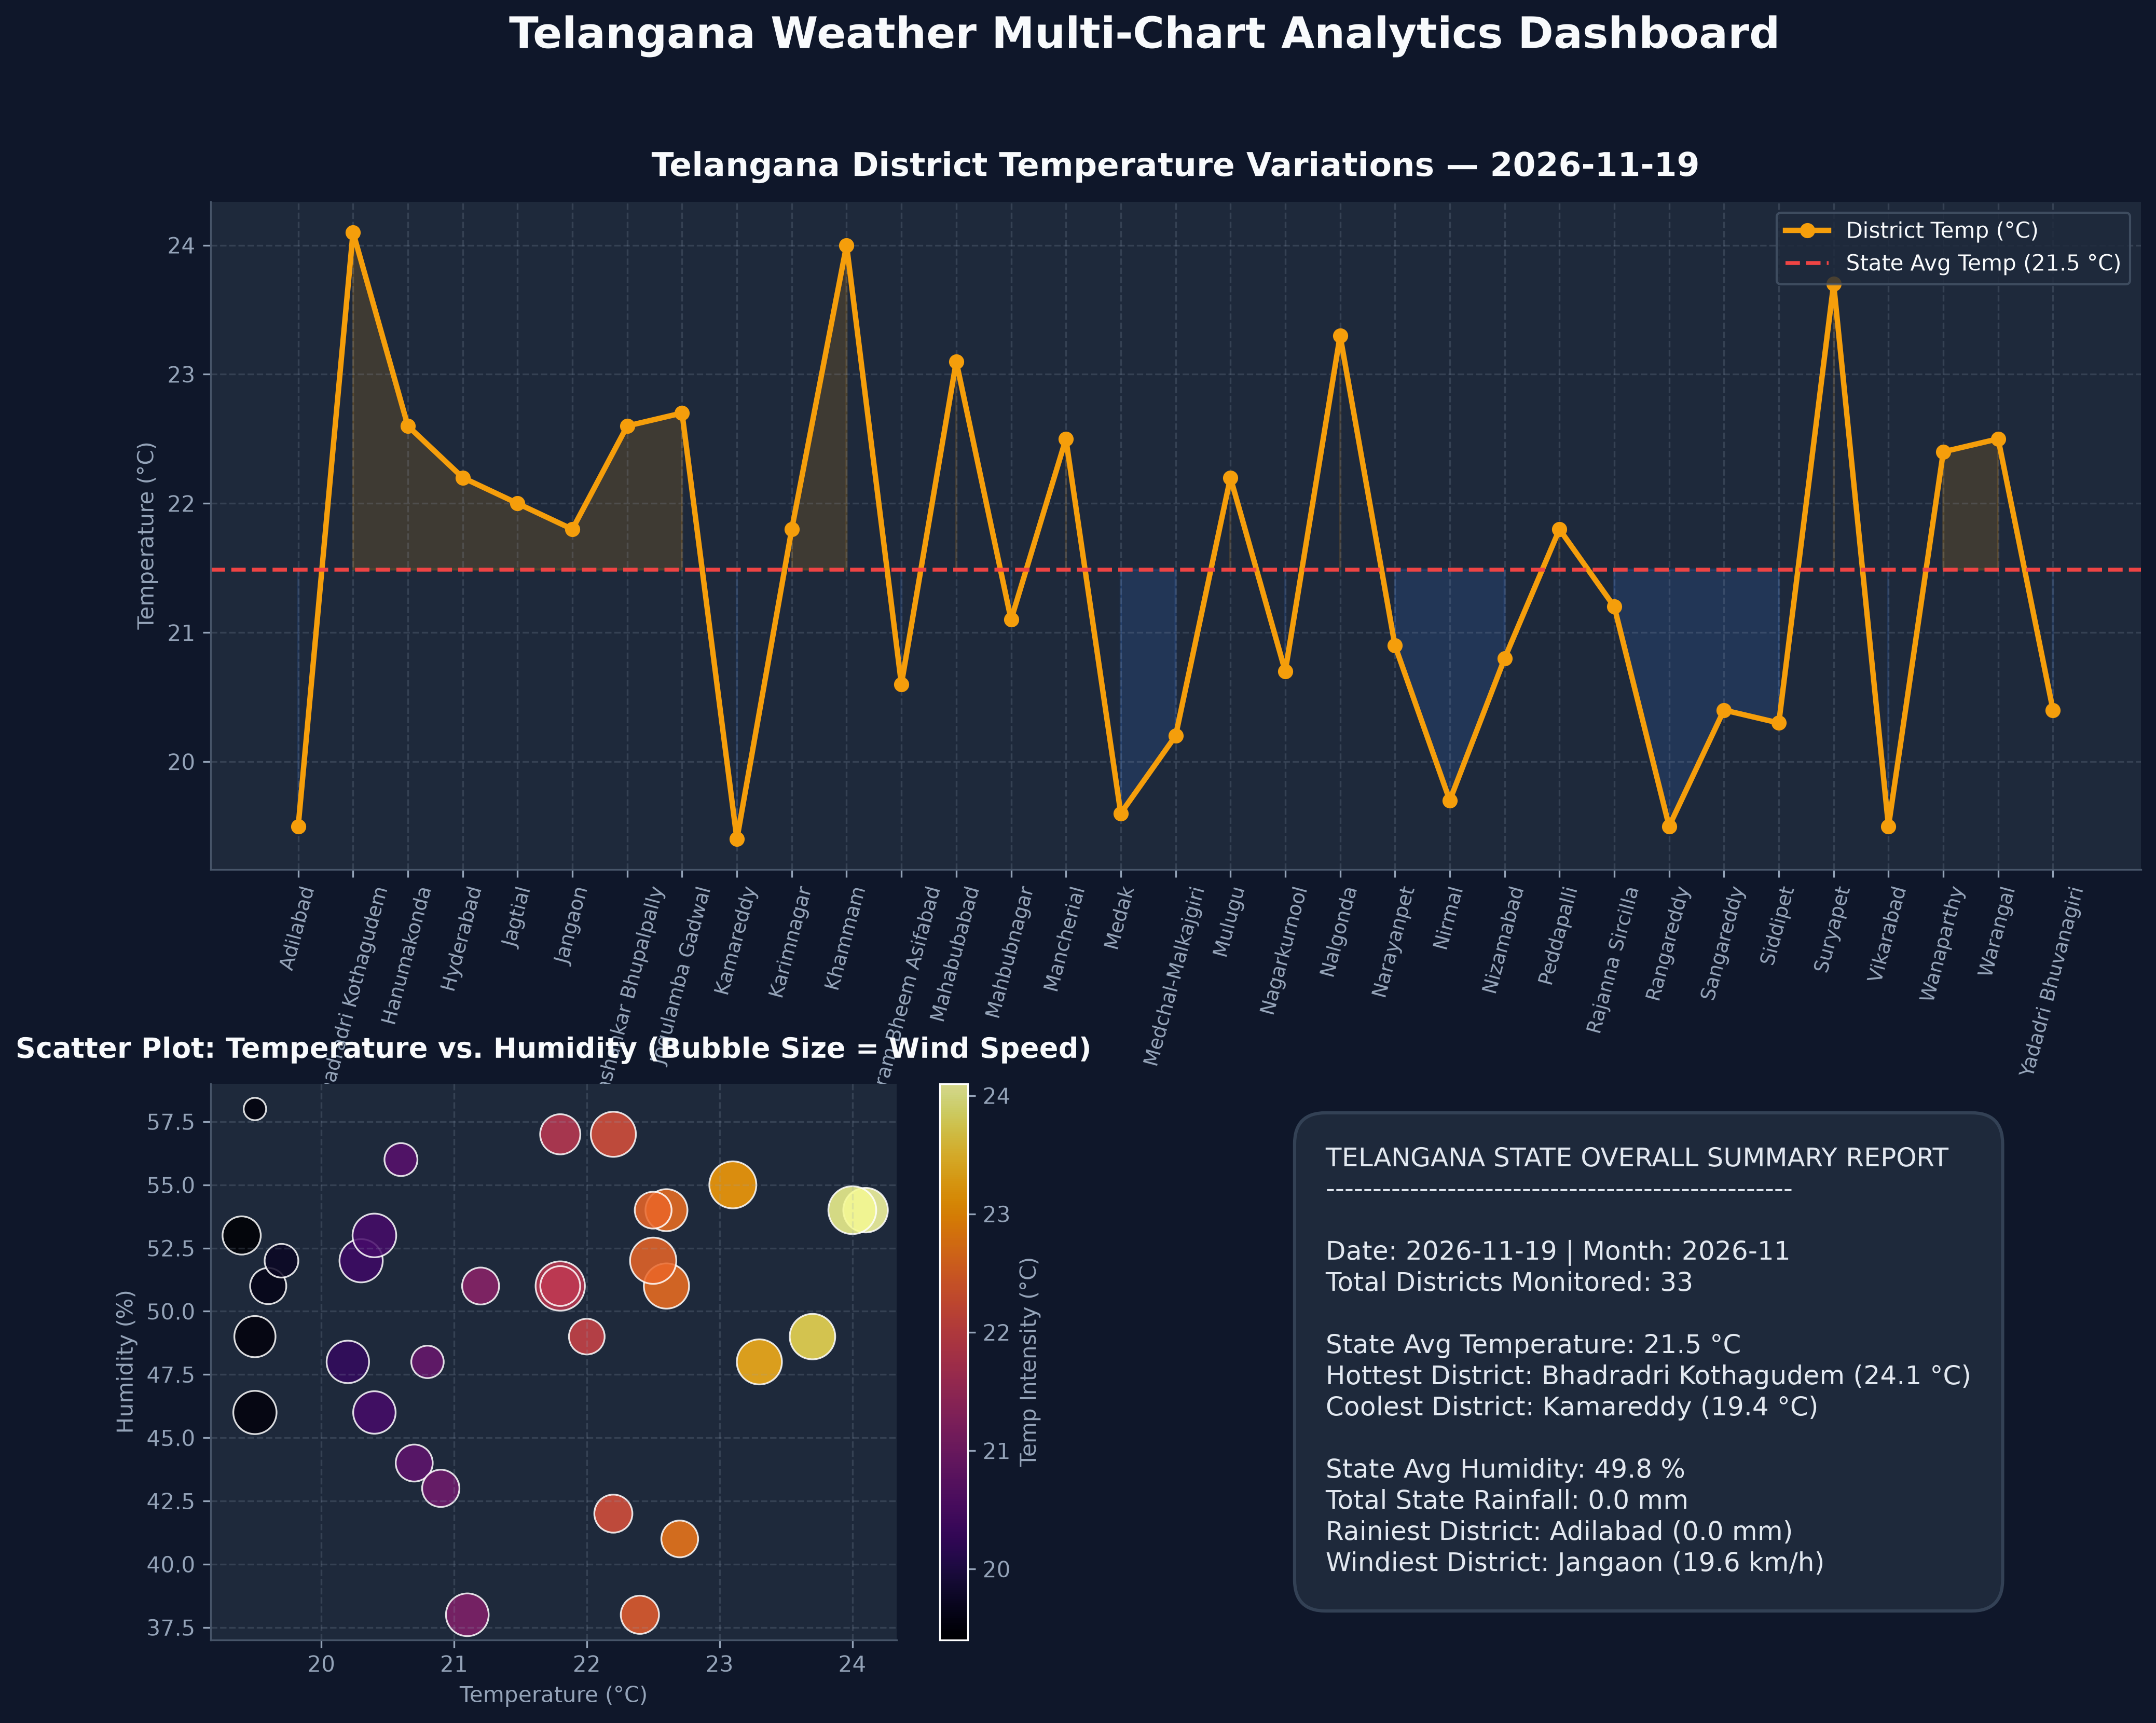 Telangana Weather Multi-Chart Analytics Dashboard
Telangana District Temperature Variations — 2026-11-19
District Temp (°C)
State Avg Temp (21.5 °C)
Temperature (°C)
24
23
22
21
20
Adilabad
Kothagudem
Hanumakonda
Hyderabad
Jagtial
Jangaon
Bhupalpally
Jogulamba Gadwal
Kamareddy
Karimnagar
Khammam
Bheem Asifabad
Mahabubabad
Mahbubnagar
Mancherial
Medak
Medchal-Malkajgiri
Mulugu
Nagarkurnool
Nalgonda
Narayanpet
Nirmal
Nizamabad
Peddapalli
Rajanna Sircilla
Rangareddy
Sangareddy
Siddipet
Suryapet
Vikarabad
Wanaparthy
Warangal
Yadadri Bhuvanagiri
Scatter Plot: Temperature vs. Humidity (Bubble Size = Wind Speed)
Humidity (%)
57.5
55.0
52.5
50.0
47.5
45.0
42.5
40.0
37.5
20
21
22
23
24
Temperature (°C)
24
23
22
21
20
Temp Intensity (°C)
TELANGANA STATE OVERALL SUMMARY REPORT
--------------------------------------------------
Date: 2026-11-19 | Month: 2026-11
Total Districts Monitored: 33
State Avg Temperature: 21.5 °C
Hottest District: Bhadradri Kothagudem (24.1 °C)
Coolest District: Kamareddy (19.4 °C)
State Avg Humidity: 49.8 %
Total State Rainfall: 0.0 mm
Rainiest District: Adilabad (0.0 mm)
Windiest District: Jangaon (19.6 km/h)